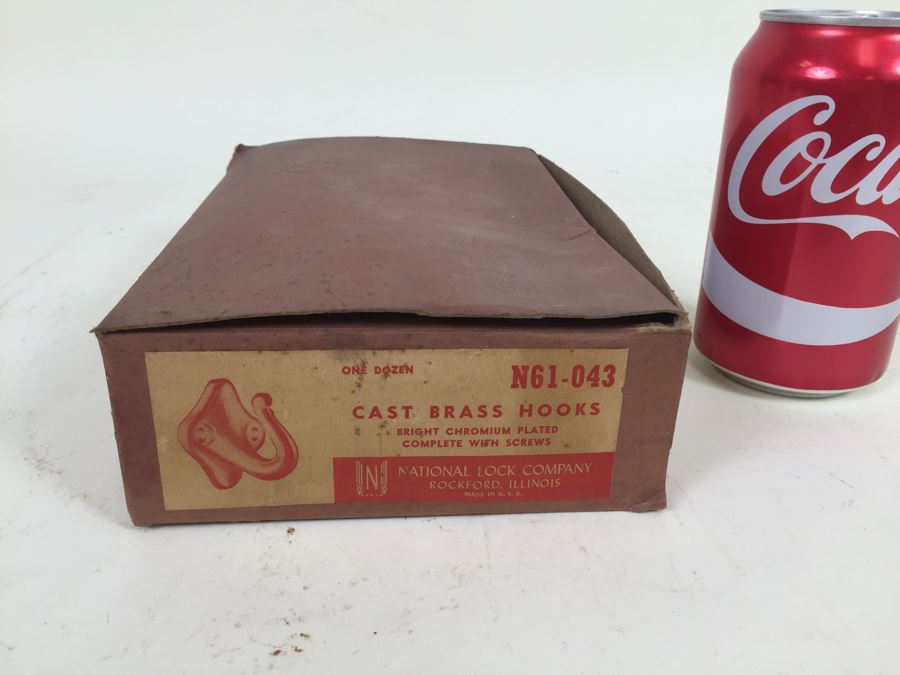 ONE DOZEN
N61-043
CAST BRASS HOOKS
BRIGHT CHROMIUM PLATED
COMPLETE WITH SCREWS
N
NATIONAL LOCK COMPANY
ROCKFORD, ILLINOIS
MADE IN U.S.A.
Coca